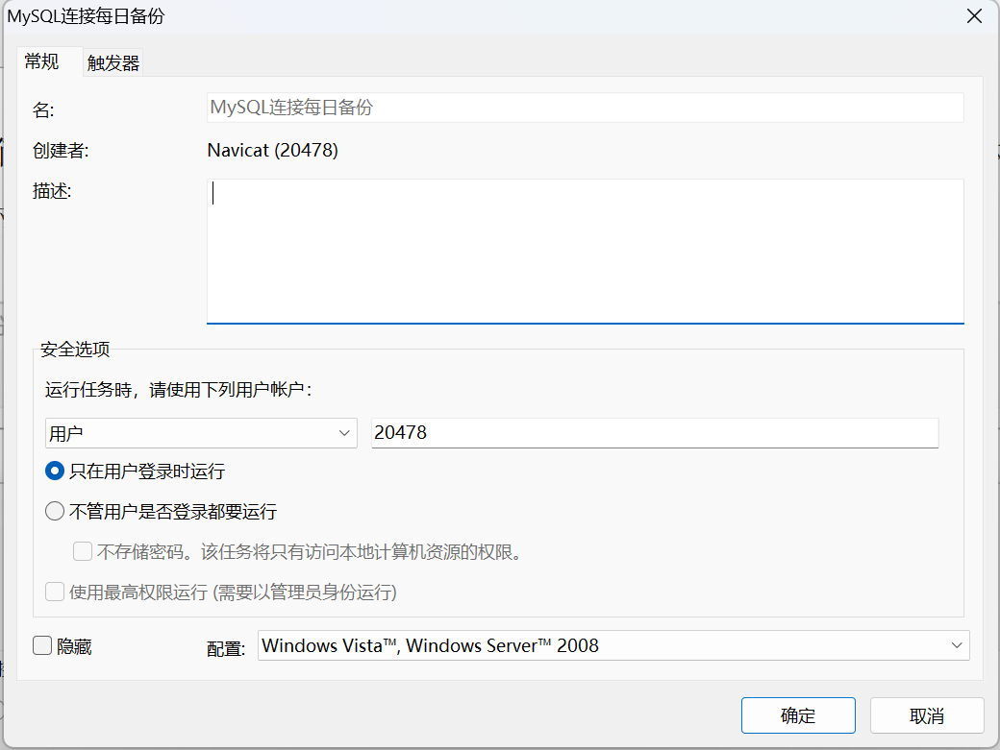 MySQL连接每日备份
常规 触发器
名: MySQL连接每日备份
创建者: Navicat (20478)
描述:
安全选项
运行任务時，请使用下列用户帐户：
用户 20478
只在用户登录时运行
不管用户是否登录都要运行
不存储密码。该任务将只有访问本地计算机资源的权限。
使用最高权限运行 (需要以管理员身份运行)
隐藏 配置: Windows Vista™, Windows Server™ 2008
确定 取消